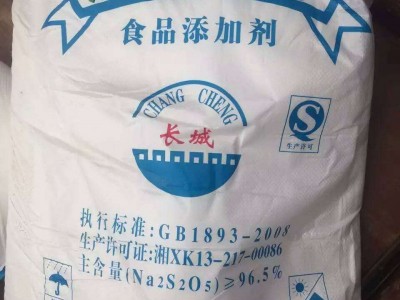 食品添加剂
CHANG CHENG
长城
生产许可
执行标准:GB1893-2008
生产许可证:湘XK13-217-00086
主含量(Na2S2O5)≥96.5%